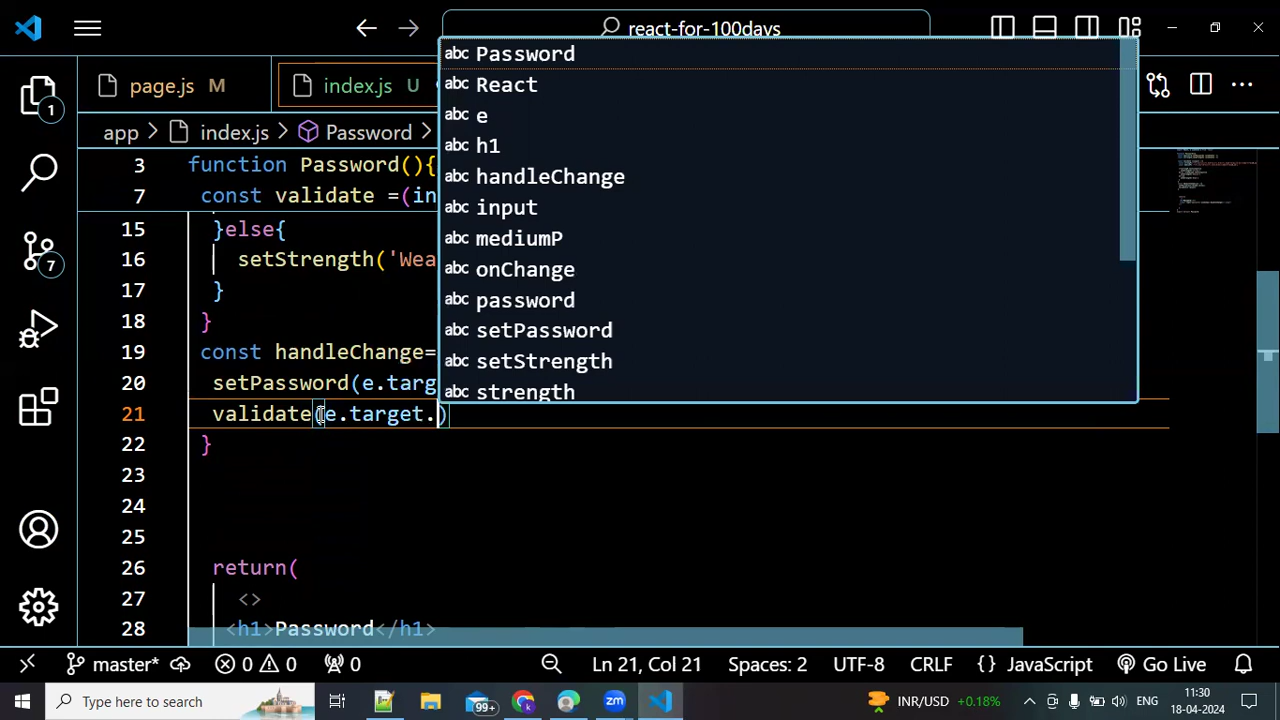 react-for-100days
page.js M
index.js U
app > index.js > Password >
3 function Password(){
7 const validate =(in
15 }else{
16 setStrength('Wea
17 }
18 }
19 const handleChange=
20 setPassword(e.targ
21 validate(e.target.)
22 }
23
24
25
26 return(
27 <>
28 <h1>Password</h1>
abc Password
abc React
abc e
abc h1
abc handleChange
abc input
abc mediumP
abc onChange
abc password
abc setPassword
abc setStrength
abc strength
1
7
master* 0 0 0 Ln 21, Col 21 Spaces: 2 UTF-8 CRLF {} JavaScript Go Live
Type here to search
99+
zm
INR/USD +0.18%
ENG
11:30
18-04-2024